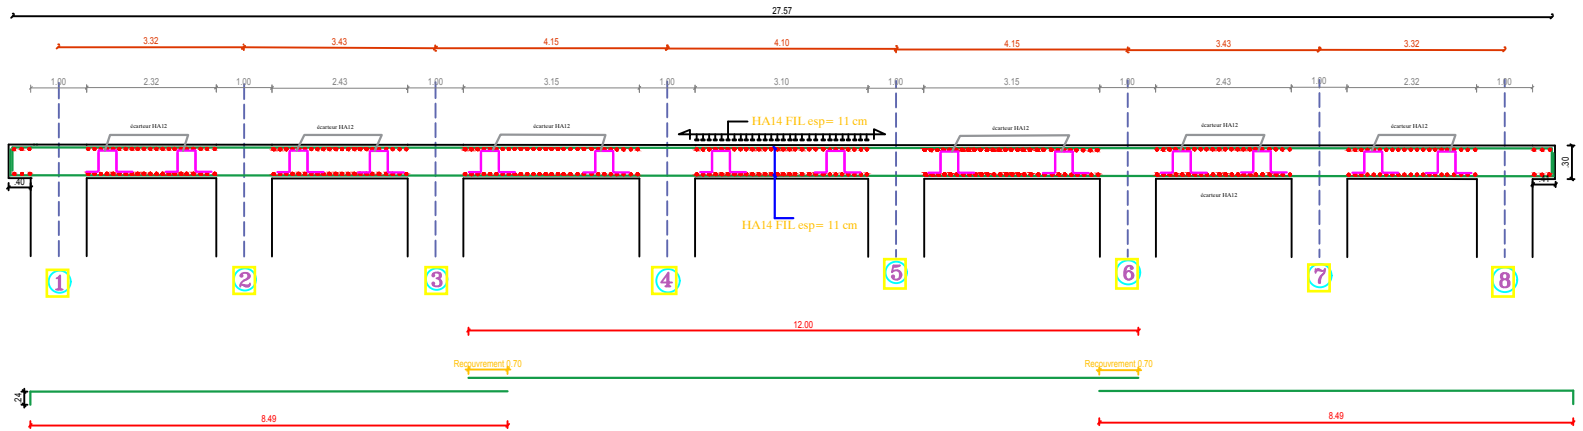 27.57
3.32 3.43 4.15 4.10 4.15 3.43 3.32
1.00 2.32 1.00 2.43 1.00 3.15 1.00 3.10 1.00 3.15 1.00 2.43 1.00 2.32 1.00
HA14 FIL esp= 11 cm
écarteur HA12
écarteur HA12
écarteur HA12
écarteur HA12
écarteur HA12
écarteur HA12
.30
.40
écarteur HA12
HA14 FIL esp= 11 cm
1 2 3 4 5 6 7 8
12.00
Recouvrement 0.70
Recouvrement 0.70
24
8.49
8.49